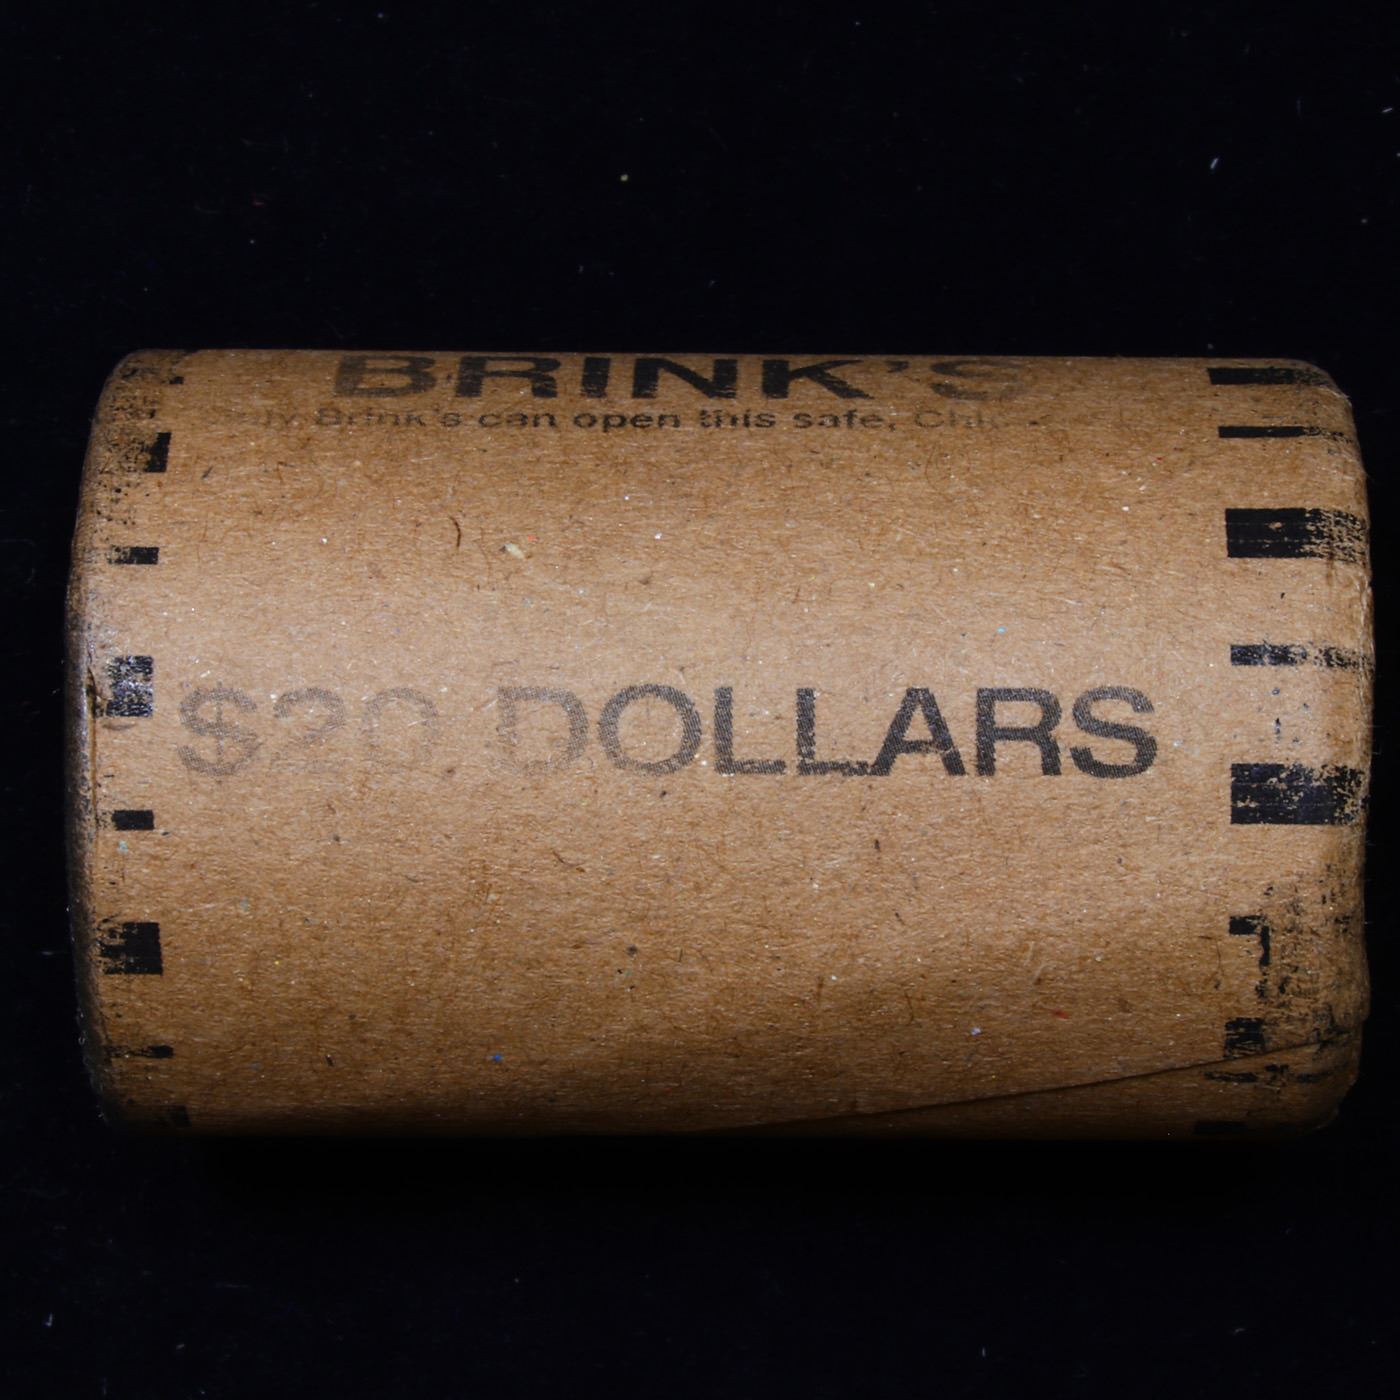 BRINK'S
Brink's can open this safe,
$20 DOLLARS